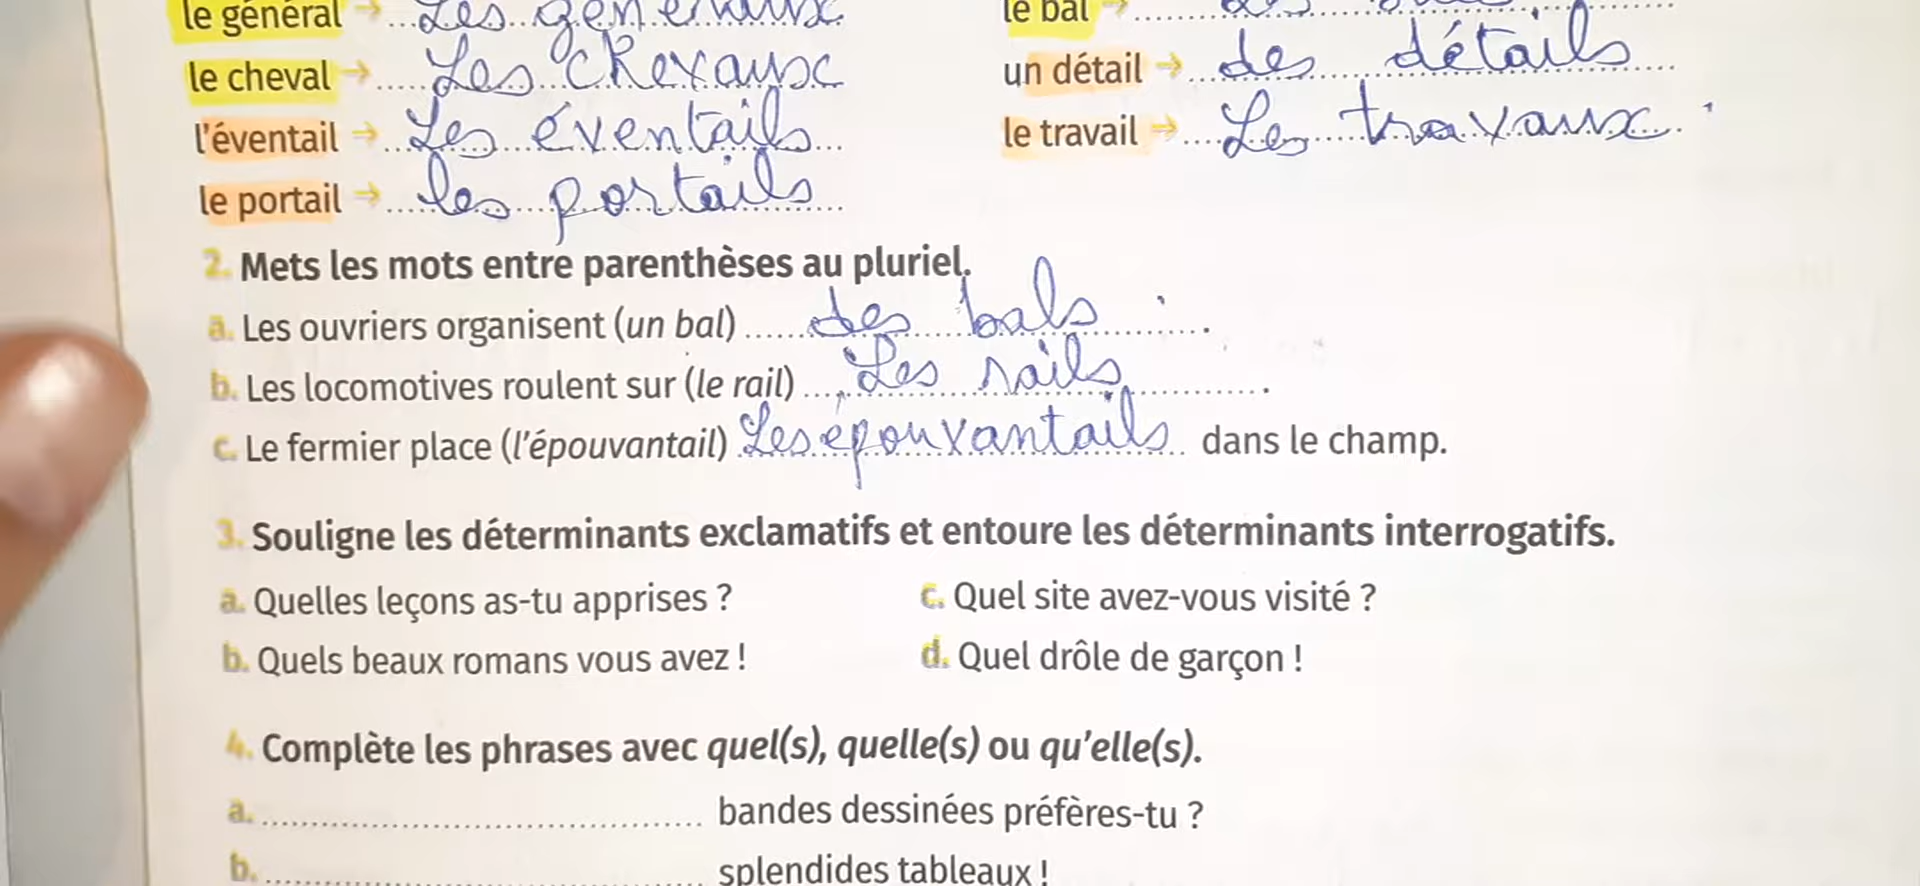 le général → Les généraux
le cheval → Les chevaux
l'éventail → Les éventails
le portail → les portails
le bal →
un détail → des détails
le travail → Les travaux.
2. Mets les mots entre parenthèses au pluriel.
a. Les ouvriers organisent (un bal) des bals.
b. Les locomotives roulent sur (le rail) Les rails.
c. Le fermier place (l'épouvantail) Les épouvantails dans le champ.
3. Souligne les déterminants exclamatifs et entoure les déterminants interrogatifs.
a. Quelles leçons as-tu apprises ?
b. Quels beaux romans vous avez !
c. Quel site avez-vous visité ?
d. Quel drôle de garçon !
4. Complète les phrases avec quel(s), quelle(s) ou qu'elle(s).
a. ........................................ bandes dessinées préfères-tu ?
b. ........................................ splendides tableaux !